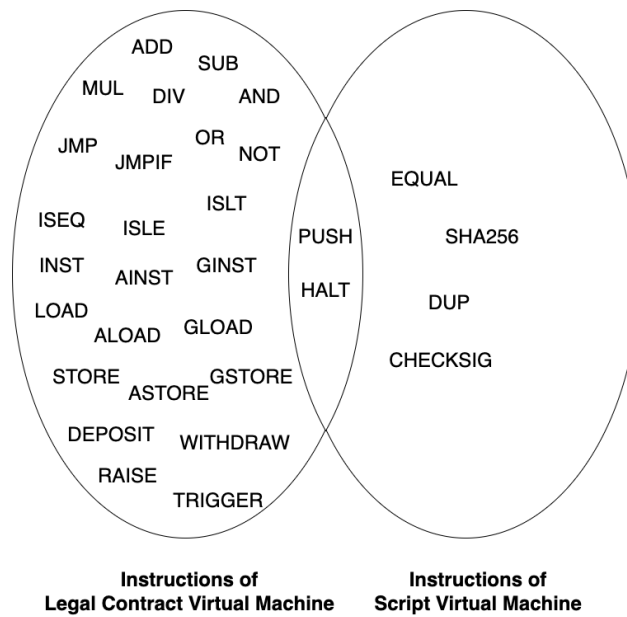 ADD
SUB
MUL
DIV
AND
OR
JMP
JMPIF
NOT
EQUAL
ISLT
ISEQ
ISLE
PUSH
SHA256
INST
AINST
GINST
HALT
DUP
LOAD
ALOAD
GLOAD
CHECKSIG
STORE
ASTORE
GSTORE
DEPOSIT
WITHDRAW
RAISE
TRIGGER
Instructions of
Legal Contract Virtual Machine
Instructions of
Script Virtual Machine